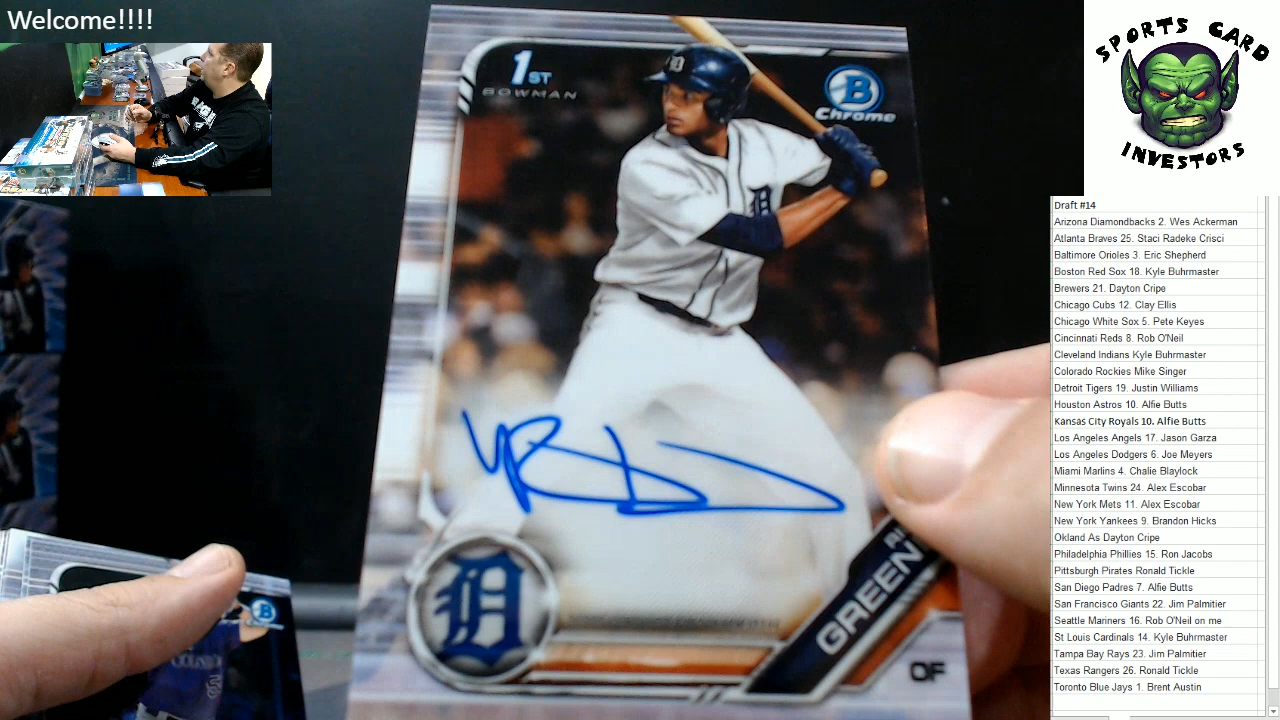 Welcome!!!!
SPORTS CARD
INVESTORS
1ST
BOWMAN
B
Chrome
D
GREEN
OF
Draft #14
Arizona Diamondbacks 2. Wes Ackerman
Atlanta Braves 25. Staci Radeke Crisci
Baltimore Orioles 3. Eric Shepherd
Boston Red Sox 18. Kyle Buhrmaster
Brewers 21. Dayton Cripe
Chicago Cubs 12. Clay Ellis
Chicago White Sox 5. Pete Keyes
Cincinnati Reds 8. Rob O'Neil
Cleveland Indians Kyle Buhrmaster
Colorado Rockies Mike Singer
Detroit Tigers 19. Justin Williams
Houston Astros 10. Alfie Butts
Kansas City Royals 10. Alfie Butts
Los Angeles Angels 17. Jason Garza
Los Angeles Dodgers 6. Joe Meyers
Miami Marlins 4. Chalie Blaylock
Minnesota Twins 24. Alex Escobar
New York Mets 11. Alex Escobar
New York Yankees 9. Brandon Hicks
Okland As Dayton Cripe
Philadelphia Phillies 15. Ron Jacobs
Pittsburgh Pirates Ronald Tickle
San Diego Padres 7. Alfie Butts
San Francisco Giants 22. Jim Palmitier
Seattle Mariners 16. Rob O'Neil on me
St Louis Cardinals 14. Kyle Buhrmaster
Tampa Bay Rays 23. Jim Palmitier
Texas Rangers 26. Ronald Tickle
Toronto Blue Jays 1. Brent Austin